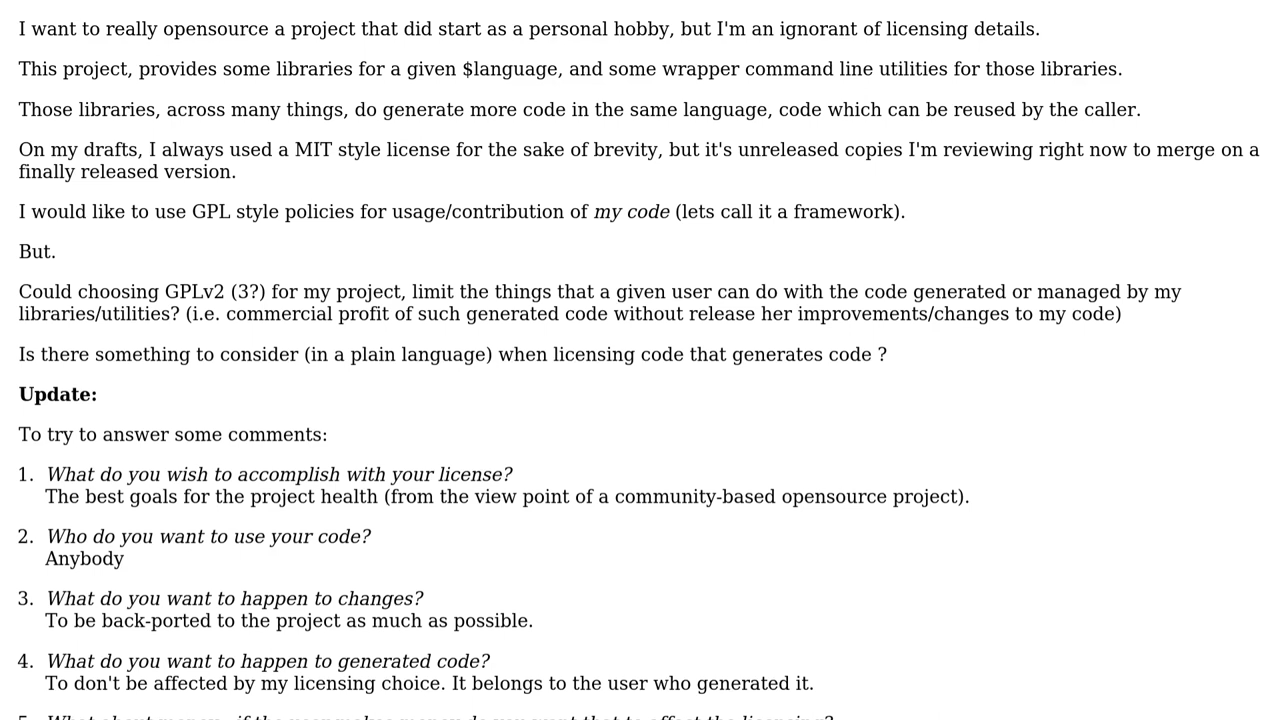 I want to really opensource a project that did start as a personal hobby, but I'm an ignorant of licensing details.
This project, provides some libraries for a given $language, and some wrapper command line utilities for those libraries.
Those libraries, across many things, do generate more code in the same language, code which can be reused by the caller.
On my drafts, I always used a MIT style license for the sake of brevity, but it's unreleased copies I'm reviewing right now to merge on a
finally released version.
I would like to use GPL style policies for usage/contribution of my code (lets call it a framework).
But.
Could choosing GPLv2 (3?) for my project, limit the things that a given user can do with the code generated or managed by my
libraries/utilities? (i.e. commercial profit of such generated code without release her improvements/changes to my code)
Is there something to consider (in a plain language) when licensing code that generates code ?
Update:
To try to answer some comments:
1. What do you wish to accomplish with your license?
The best goals for the project health (from the view point of a community-based opensource project).
2. Who do you want to use your code?
Anybody
3. What do you want to happen to changes?
To be back-ported to the project as much as possible.
4. What do you want to happen to generated code?
To don't be affected by my licensing choice. It belongs to the user who generated it.